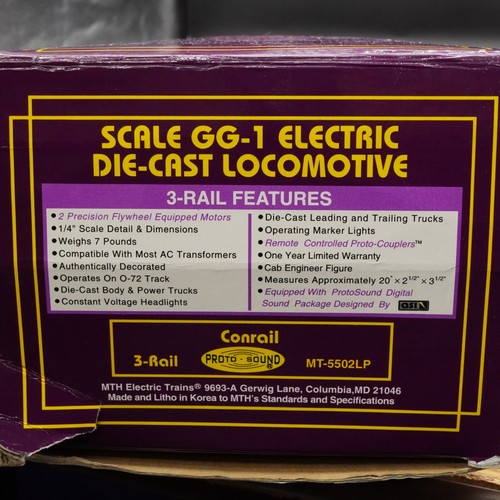 SCALE GG-1 ELECTRIC
DIE-CAST LOCOMOTIVE
3-RAIL FEATURES
• 2 Precision Flywheel Equipped Motors
• 1/4" Scale Detail & Dimensions
• Weighs 7 Pounds
• Compatible With Most AC Transformers
• Authentically Decorated
• Operates On O-72 Track
• Die-Cast Body & Power Trucks
• Constant Voltage Headlights
• Die-Cast Leading and Trailing Trucks
• Operating Marker Lights
• Remote Controlled Proto-Couplers™
• One Year Limited Warranty
• Cab Engineer Figure
• Measures Approximately 20" × 2 1/2" × 3 1/2"
• Equipped With ProtoSound Digital
Sound Package Designed By QSI
Conrail
3-Rail PROTO-SOUND® MT-5502LP
MTH Electric Trains® 9693-A Gerwig Lane, Columbia,MD 21046
Made and Litho in Korea to MTH's Standards and Specifications